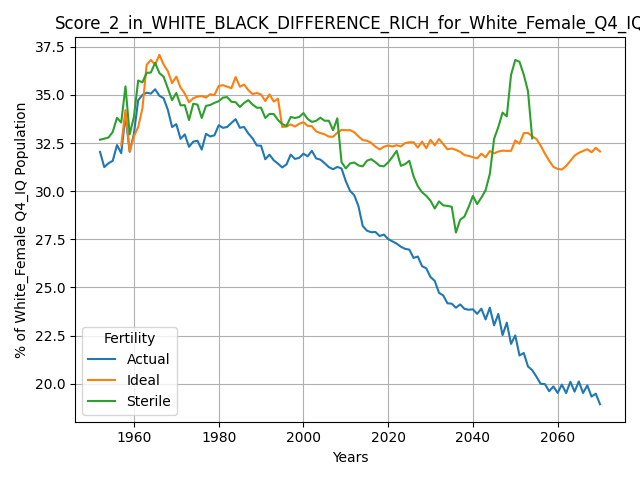 Score_2_in_WHITE_BLACK_DIFFERENCE_RICH_for_White_Female_Q4_IQ
% of White_Female Q4_IQ Population
37.5
35.0
32.5
30.0
27.5
25.0
22.5
20.0
Fertility
Actual
Ideal
Sterile
1960 1980 2000 2020 2040 2060
Years